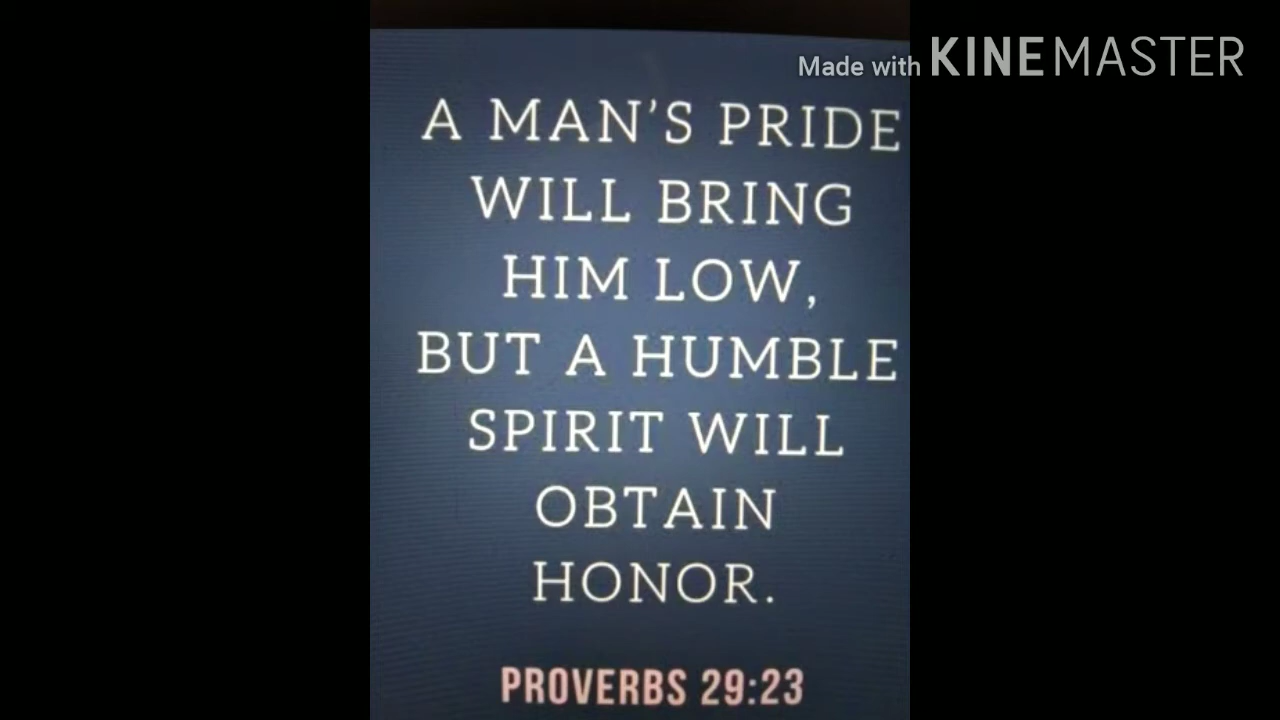 Made with KINEMASTER
A MAN'S PRIDE
WILL BRING
HIM LOW,
BUT A HUMBLE
SPIRIT WILL
OBTAIN
HONOR.
PROVERBS 29:23